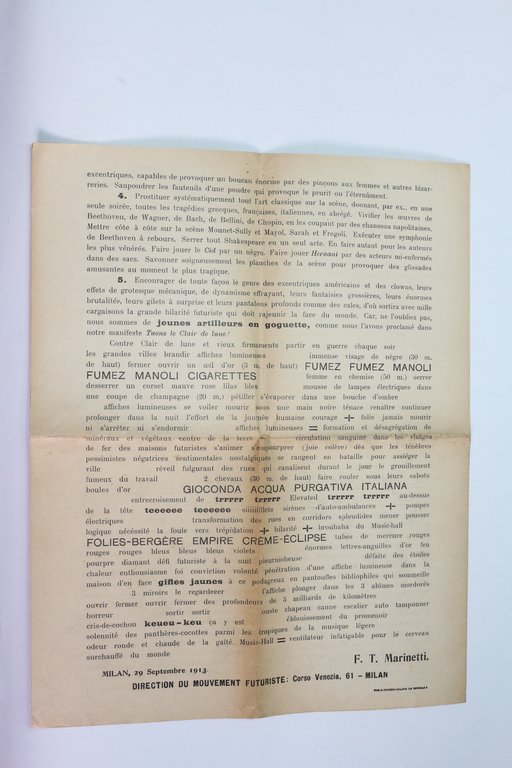 excentriques, capables de provoquer un boucan énorme par des pinçons aux femmes et autres bizar-
reries. Saupoudrer les fauteuils d'une poudre qui provoque le prurit ou l'éternûment.
4. Prostituer systématiquement tout l'art classique sur la scène, donnant, par ex., en une
seule soirée, toutes les tragédies grecques, françaises, italiennes, en abrégé. Vivifier les œuvres de
Beethoven, de Wagner, de Bach, de Bellini, de Chopin, en les coupant par des chansons napolitaines.
Mettre côte à côte sur la scène Mounet-Sully et Mayol, Sarah et Fregoli. Exécuter une symphonie
de Beethoven à rebours. Serrer tout Shakespeare en un seul acte. En faire autant pour les auteurs
les plus vénérés. Faire jouer le Cid par un nègre. Faire jouer Hernani par des acteurs mi-enfermés
dans des sacs. Savonner soigneusement les planches de la scène pour provoquer des glissades
amusantes au moment le plus tragique.
5. Encourager de toute façon le genre des excentriques américains et des clowns, leurs
effets de grotesque mécanique, de dynamisme effrayant, leurs fantaisies grossières, leurs énormes
brutalités, leurs gilets à surprise et leurs pantalons profonds comme des cales, d'où sortira avec mille
cargaisons la grande hilarité futuriste qui doit rajeunir la face du monde. Car, ne l'oubliez pas,
nous sommes de jeunes artilleurs en goguette, comme nous l'avons proclamé dans
notre manifeste Tuons le Clair de lune!
Contre Clair de lune et vieux firmaments partir en guerre chaque soir
les grandes villes brandir affiches lumineuses immense visage de nègre (30 m.
de haut) fermer ouvrir un œil d'or (3 m. de haut) FUMEZ FUMEZ MANOLI
FUMEZ MANOLI CIGARETTES femme en chemise (50 m.) serrer
desserrer un corset mauve rose lilas bleu mousse de lampes électriques dans
une coupe de champagne (20 m.) pétiller s'évaporer dans une bouche d'ombre
affiches lumineuses se voiler mourir sous une main noire tenace renaître continuer
prolonger dans la nuit l'effort de la journée humaine courage + folie jamais mourir
ni s'arrêter ni s'endormir affiches lumineuses = formation et désagrégation de
minéraux et végétaux centre de la terre circulation sanguine dans les visages
de fer des maisons futuristes s'animer s'empourprer (joie colère) dès que les ténèbres
pessimistes négatrices sentimentales nostalgiques se rangent en bataille pour assiéger la
ville réveil fulgurant des rues qui canalisent durant le jour le grouillement
fumeux du travail 2 chevaux (30 m. de haut) faire rouler sous leurs sabots
boules d'or GIOCONDA ACQUA PURGATIVA ITALIANA
entrecroisement de trrrrr trrrrr Elevated trrrrr trrrrr au-dessus
de la tête teeeeeee teeeeeee sirènes d'auto-ambulances + pompes
électriques transformation des rues en corridors splendides mener pousser
logique nécessité la foule vers trépidation + hilarité + brouhaha du Music-hall
FOLIES-BERGÈRE EMPIRE CRÈME-ÉCLIPSE tubes de mercure rouges
rouges rouges bleus bleus bleus violets énormes lettres-anguilles d'or feu
pourpre diamant défi futuriste à la nuit pleurnicheuse défaite des étoiles
chaleur enthousiasme foi conviction volonté pénétration d'une affiche lumineuse dans la
maison d'en face gifles jaunes à ce podagreux en pantoufles bibliophiles qui sommeille
3 miroirs le regardent l'affiche plonger dans les 3 abîmes mordorés
ouvrir fermer ouvrir fermer des profondeurs de 3 milliards de kilomètres
horreur sortir sortir ouste chapeau canne escalier auto tamponner
cris-de-cochon keueu-keu ça y est éblouissement du promenoir
solennité des panthères-cocottes parmi les tropiques de la musique légère
odeur ronde et chaude de la gaîté Music-Hall = ventilateur infatigable pour le cerveau
surchauffé du monde
F. T. Marinetti.
MILAN, 29 Septembre 1913.
DIRECTION DU MOUVEMENT FUTURISTE: Corso Venezia, 61 – MILAN